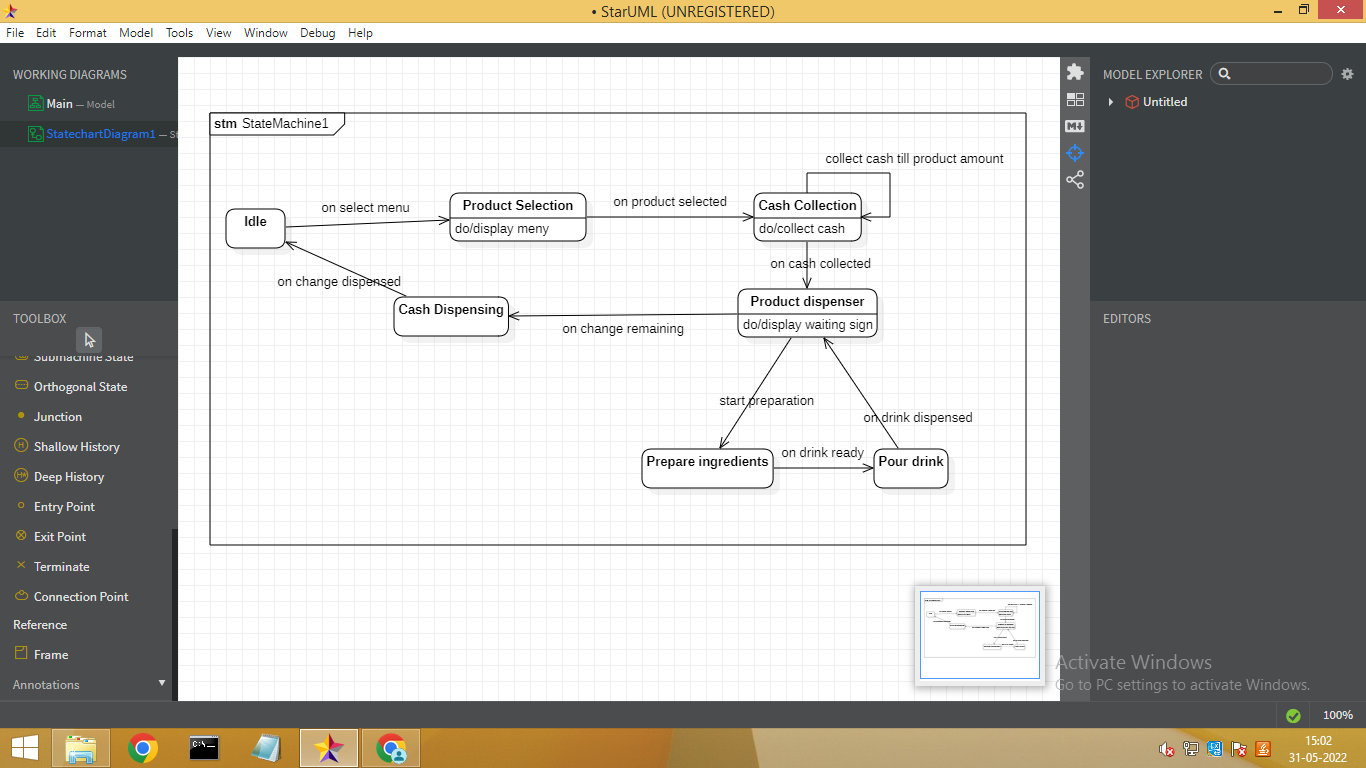 • StarUML (UNREGISTERED)
File Edit Format Model Tools View Window Debug Help
WORKING DIAGRAMS
Main — Model
StatechartDiagram1 — St
TOOLBOX
Submachine State
Orthogonal State
Junction
Shallow History
Deep History
Entry Point
Exit Point
Terminate
Connection Point
Reference
Frame
Annotations
stm StateMachine1
collect cash till product amount
Idle
on select menu
Product Selection
do/display meny
on product selected
Cash Collection
do/collect cash
on cash collected
on change dispensed
Cash Dispensing
on change remaining
Product dispenser
do/display waiting sign
start preparation
on drink dispensed
Prepare ingredients
on drink ready
Pour drink
MODEL EXPLORER
Untitled
EDITORS
Activate Windows
Go to PC settings to activate Windows.
100%
15:02
31-05-2022